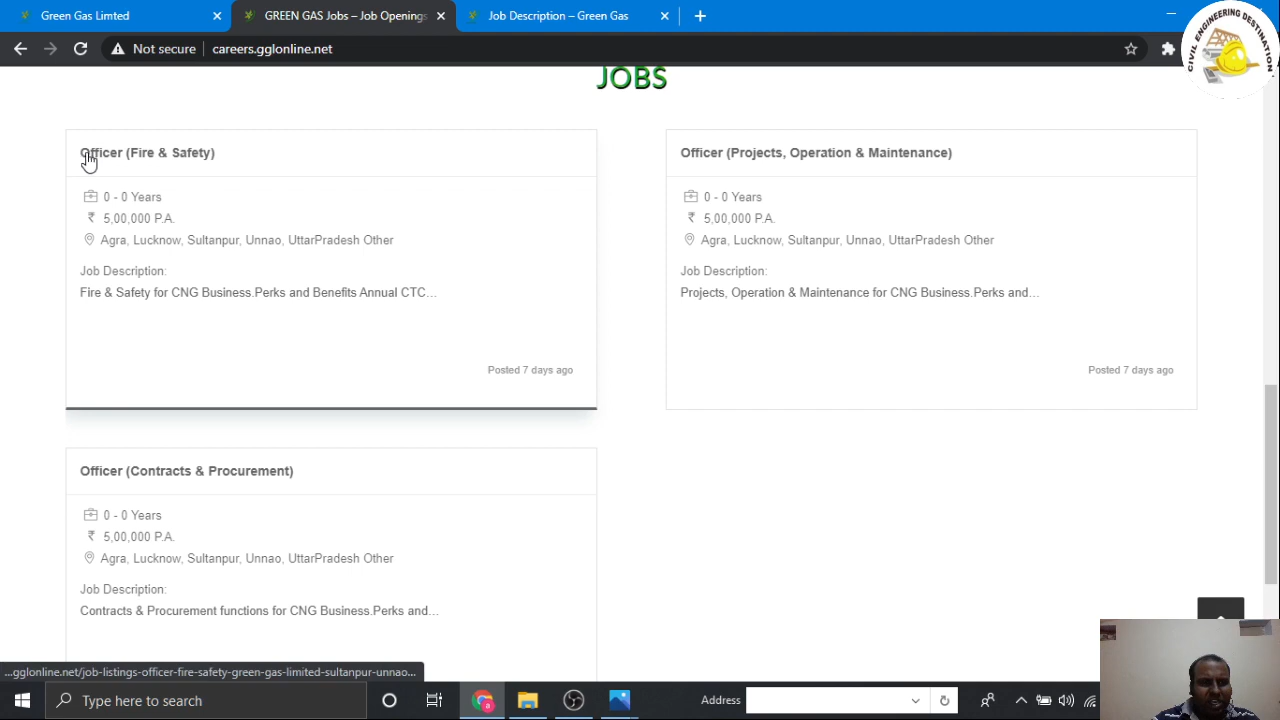 Green Gas Limted
GREEN GAS Jobs – Job Openings
Job Description – Green Gas
Not secure
careers.gglonline.net
CIVIL ENGINEERING DESTINATION
JOBS
Officer (Fire & Safety)
0 - 0 Years
5,00,000 P.A.
Agra, Lucknow, Sultanpur, Unnao, UttarPradesh Other
Job Description:
Fire & Safety for CNG Business.Perks and Benefits Annual CTC...
Posted 7 days ago
Officer (Projects, Operation & Maintenance)
0 - 0 Years
5,00,000 P.A.
Agra, Lucknow, Sultanpur, Unnao, UttarPradesh Other
Job Description:
Projects, Operation & Maintenance for CNG Business.Perks and...
Posted 7 days ago
Officer (Contracts & Procurement)
0 - 0 Years
5,00,000 P.A.
Agra, Lucknow, Sultanpur, Unnao, UttarPradesh Other
Job Description:
Contracts & Procurement functions for CNG Business.Perks and...
...gglonline.net/job-listings-officer-fire-safety-green-gas-limited-sultanpur-unnao...
Type here to search
Address